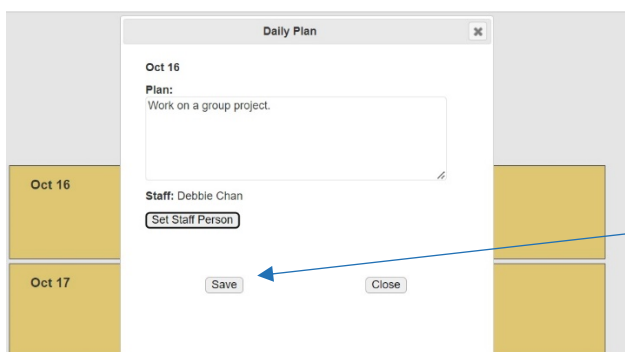 Daily Plan
Oct 16
Plan:
Work on a group project.
Oct 16
Staff: Debbie Chan
Set Staff Person
Oct 17
Save Close